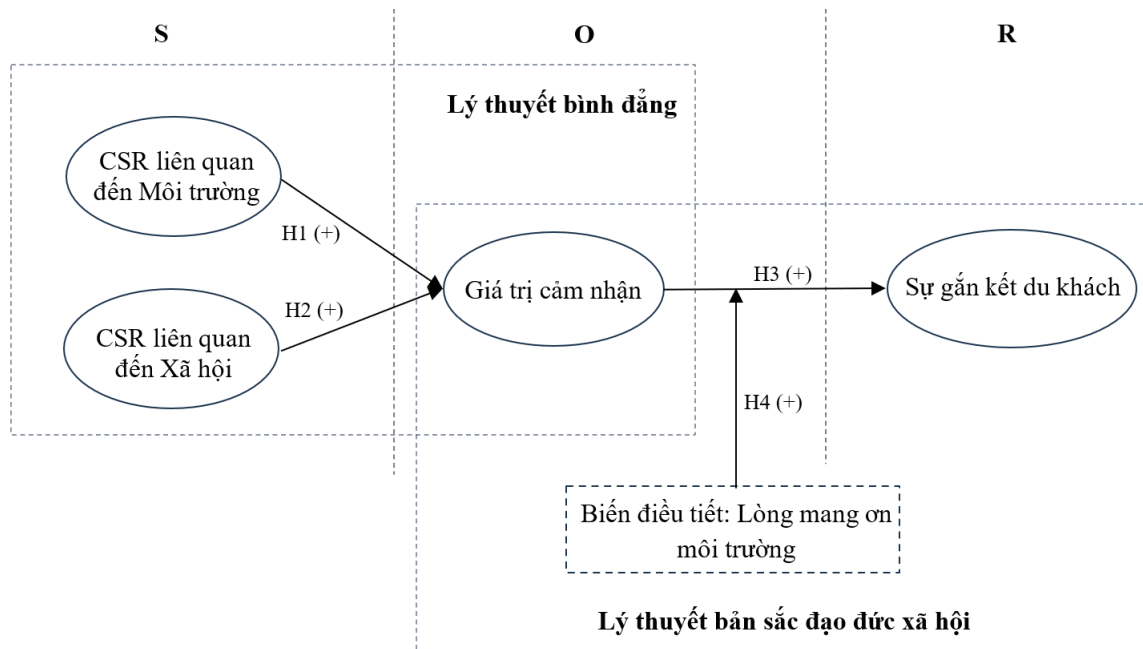 S
O
R
Lý thuyết bình đẳng
CSR liên quan
đến Môi trường
H1 (+)
Giá trị cảm nhận
H3 (+)
Sự gắn kết du khách
H2 (+)
CSR liên quan
đến Xã hội
H4 (+)
Biến điều tiết: Lòng mang ơn
môi trường
Lý thuyết bản sắc đạo đức xã hội